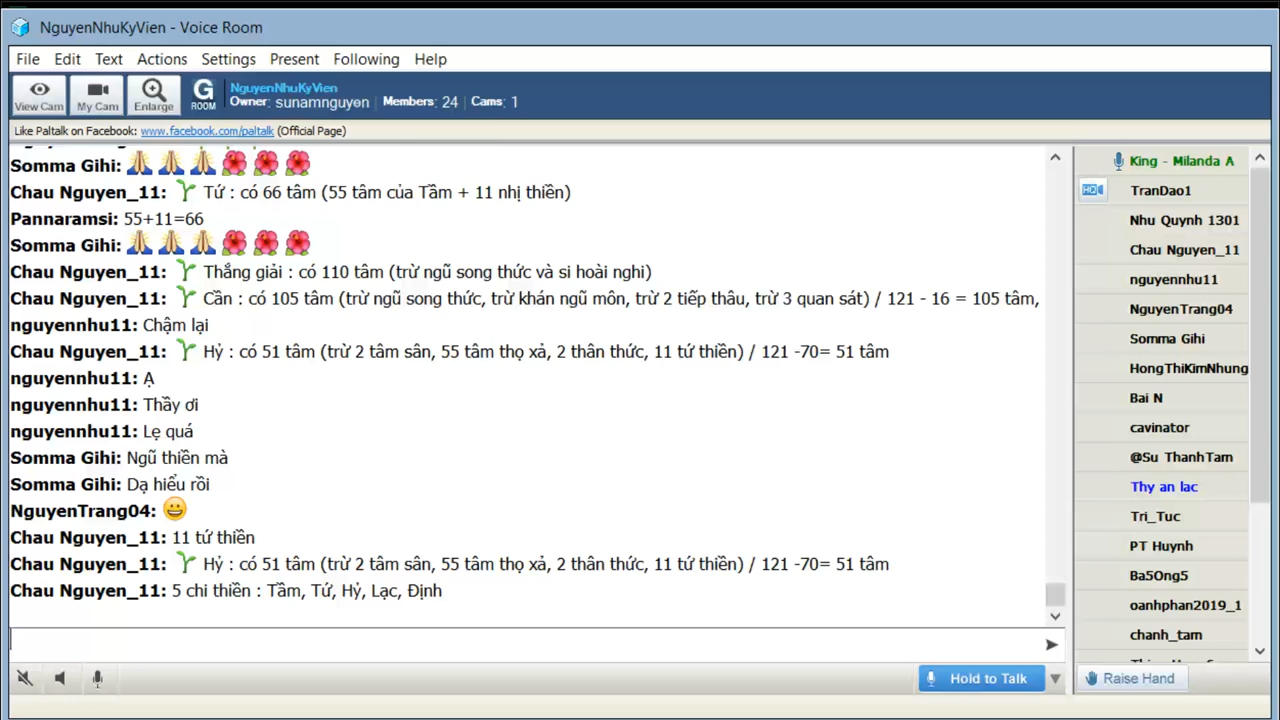 NguyenNhuKyVien - Voice Room
File Edit Text Actions Settings Present Following Help
View Cam
My Cam
Enlarge
G ROOM
NguyenNhuKyVien
Owner: sunamnguyen | Members: 24 | Cams: 1
Like Paltalk on Facebook: www.facebook.com/paltalk (Official Page)
Somma Gihi: 🙏🙏🙏🌺🌺🌺
Chau Nguyen_11: 🌱 Tứ : có 66 tâm (55 tâm của Tầm + 11 nhị thiền)
Pannaramsi: 55+11=66
Somma Gihi: 🙏🙏🙏🌺🌺🌺
Chau Nguyen_11: 🌱 Thắng giải : có 110 tâm (trừ ngũ song thức và si hoài nghi)
Chau Nguyen_11: 🌱 Cần : có 105 tâm (trừ ngũ song thức, trừ khán ngũ môn, trừ 2 tiếp thâu, trừ 3 quan sát) / 121 - 16 = 105 tâm,
nguyennhu11: Chậm lại
Chau Nguyen_11: 🌱 Hỷ : có 51 tâm (trừ 2 tâm sân, 55 tâm thọ xả, 2 thân thức, 11 tứ thiền) / 121 -70= 51 tâm
nguyennhu11: Ạ
nguyennhu11: Thầy ơi
nguyennhu11: Lẹ quá
Somma Gihi: Ngũ thiền mà
Somma Gihi: Dạ hiểu rồi
NguyenTrang04: 😀
Chau Nguyen_11: 11 tứ thiền
Chau Nguyen_11: 🌱 Hỷ : có 51 tâm (trừ 2 tâm sân, 55 tâm thọ xả, 2 thân thức, 11 tứ thiền) / 121 -70= 51 tâm
Chau Nguyen_11: 5 chi thiền : Tầm, Tứ, Hỷ, Lạc, Định
King - Milanda A
HD
TranDao1
Nhu Quynh 1301
Chau Nguyen_11
nguyennhu11
NguyenTrang04
Somma Gihi
HongThiKimNhung
Bai N
cavinator
@Su ThanhTam
Thy an lac
Tri_Tuc
PT Huynh
Ba5Ong5
oanhphan2019_1
chanh_tam
Hold to Talk
Raise Hand